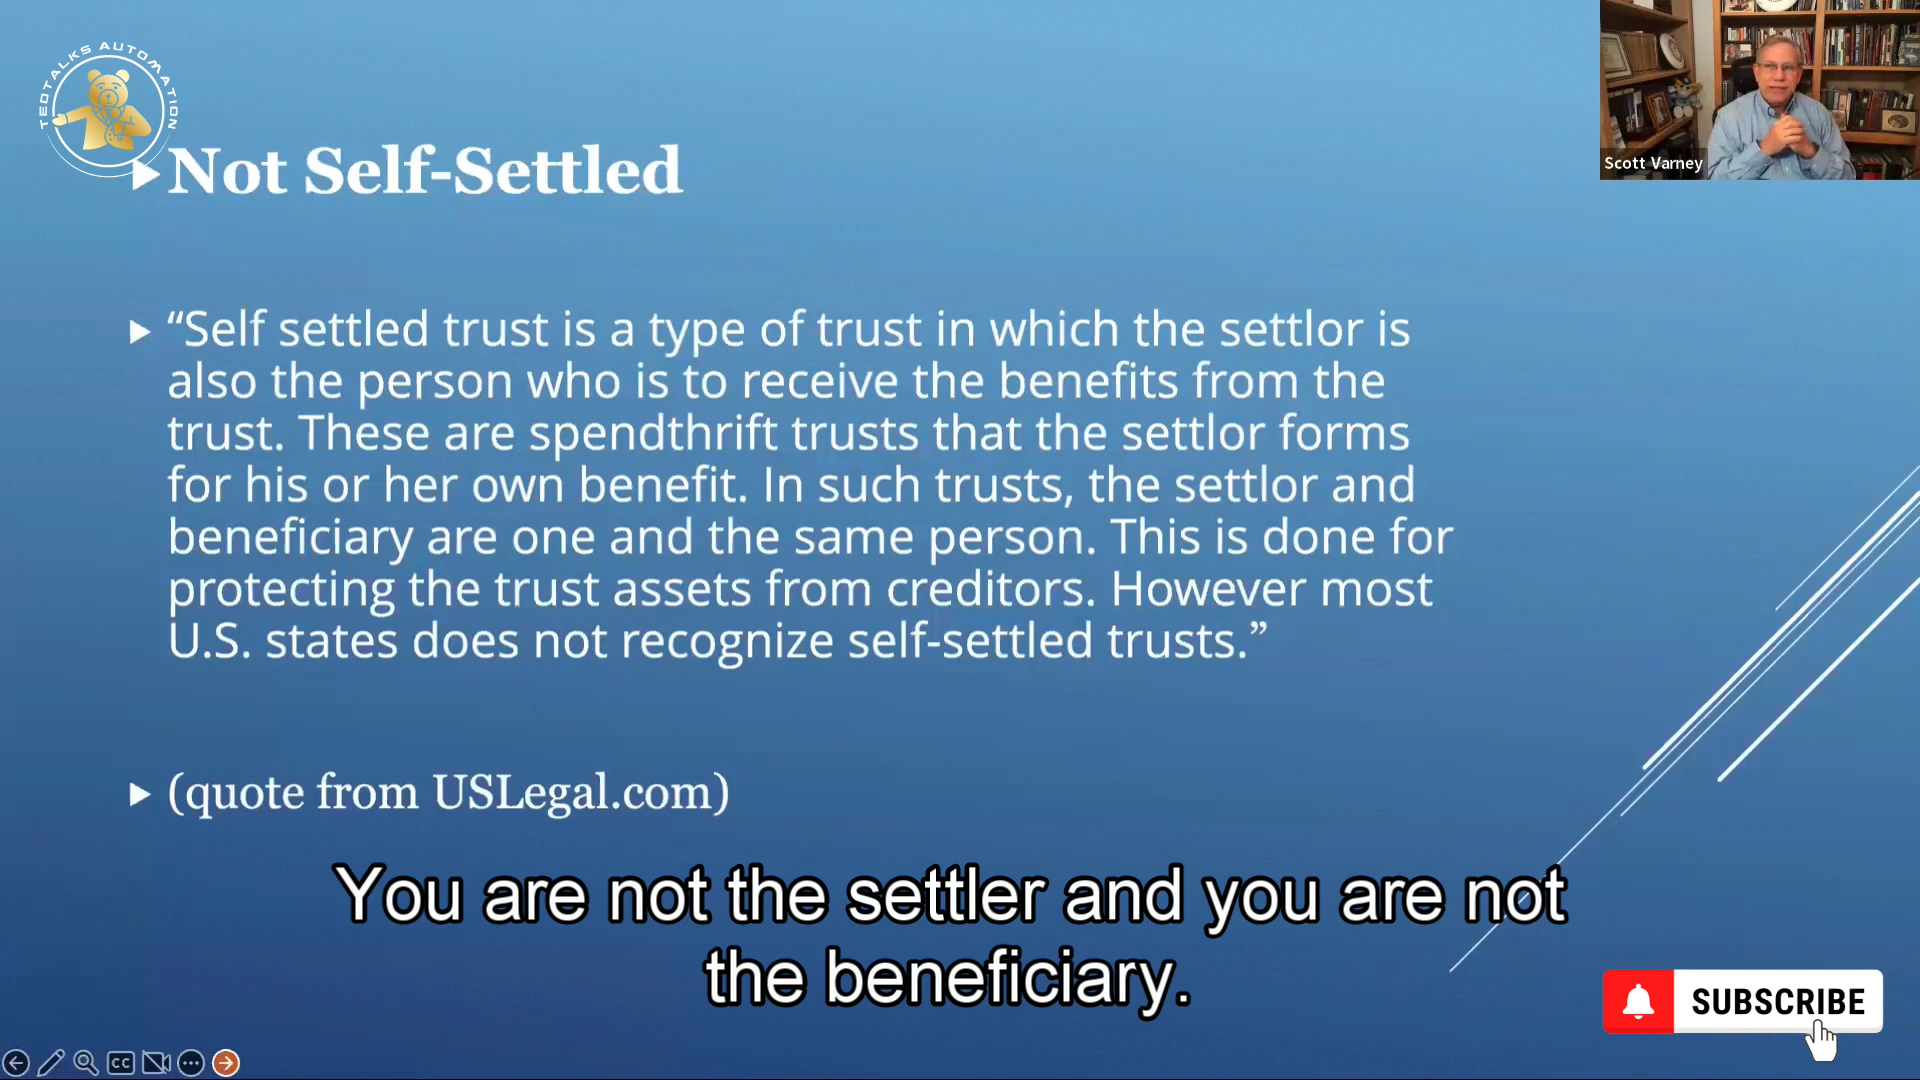 TEDTALKS AUTOMATION
Scott Varney
Not Self-Settled
“Self settled trust is a type of trust in which the settlor is
also the person who is to receive the benefits from the
trust. These are spendthrift trusts that the settlor forms
for his or her own benefit. In such trusts, the settlor and
beneficiary are one and the same person. This is done for
protecting the trust assets from creditors. However most
U.S. states does not recognize self-settled trusts.”
(quote from USLegal.com)
You are not the settler and you are not
the beneficiary.
SUBSCRIBE
CC